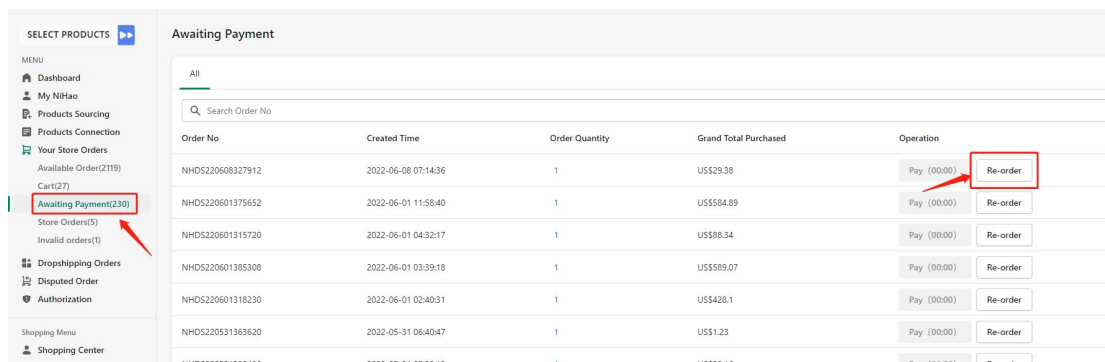 SELECT PRODUCTS
Awaiting Payment
MENU
All
Dashboard
My NiHao
Search Order No
Products Sourcing
Products Connection
Order No Created Time Order Quantity Grand Total Purchased Operation
Your Store Orders
Available Order(2119)
NHDS220608327912 2022-06-08 07:14:36 1 US$29.38 Pay (00:00) Re-order
Cart(27)
Awaiting Payment(230)
NHDS220601375652 2022-06-01 11:58:40 1 US$584.89 Pay (00:00) Re-order
Store Orders(5)
Invalid orders(1)
NHDS220601315720 2022-06-01 04:32:17 1 US$88.34 Pay (00:00) Re-order
Dropshipping Orders
NHDS220601385308 2022-06-01 03:39:18 1 US$589.07 Pay (00:00) Re-order
Disputed Order
Authorization
NHDS220601318230 2022-06-01 02:40:31 1 US$428.1 Pay (00:00) Re-order
Shopping Menu
NHDS220531363620 2022-05-31 06:40:47 1 US$1.23 Pay (00:00) Re-order
Shopping Center